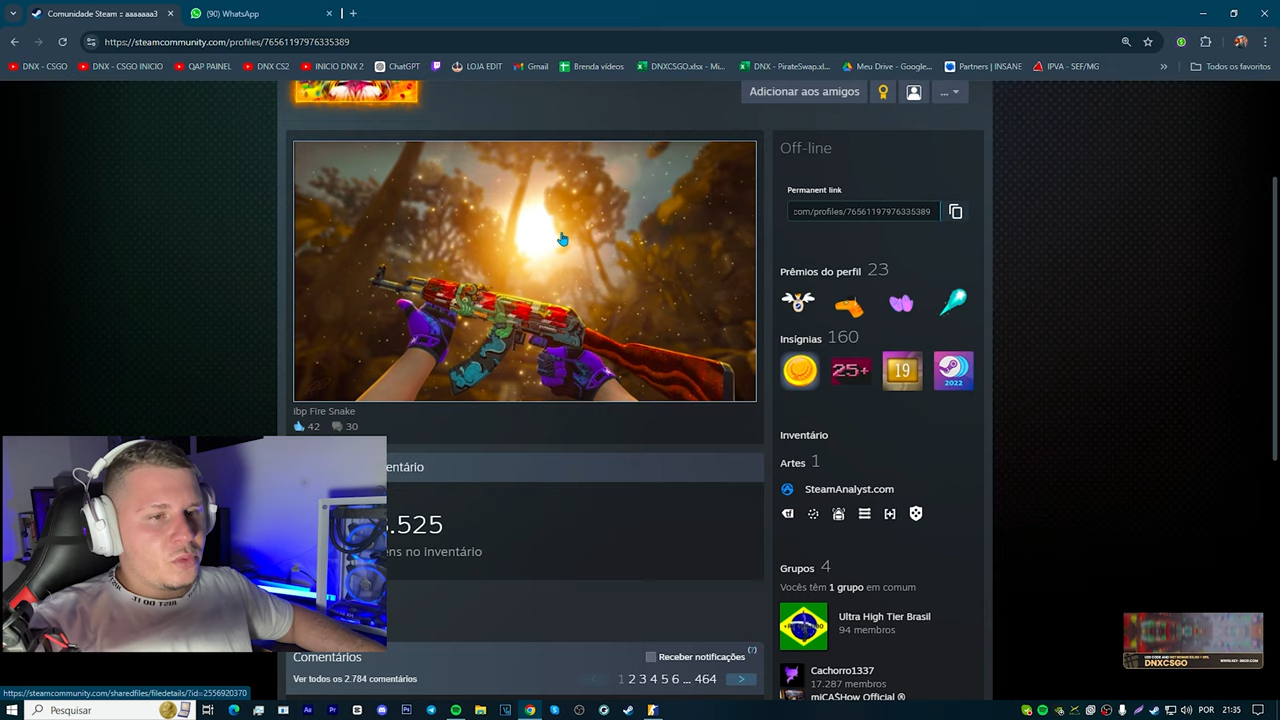 Comunidade Steam :: aaaaaaa3
(90) WhatsApp
https://steamcommunity.com/profiles/76561197976335389
DNX - CSGO
DNX - CSGO INICIO
QAP PAINEL
DNX CS2
INICIO DNX 2
ChatGPT
LOJA EDIT
Gmail
Brenda vídeos
DNXCSGO.xlsx - Mi...
DNX - PirateSwap.xl...
Meu Drive - Google...
Partners | INSANE
IPVA - SEF/MG
Todos os favoritos
Adicionar aos amigos
...
Off-line
Permanent link
com/profiles/76561197976335389
Prêmios do perfil 23
Insígnias 160
25+
19
2022
Inventário
Artes 1
SteamAnalyst.com
Grupos 4
Vocês têm 1 grupo em comum
Ultra High Tier Brasil
94 membros
Cachorro1337
17.287 membros
miCA$How Official ®
Ibp Fire Snake
42
30
entário
.525
ens no inventário
Comentários
Receber notificações
(?)
Ver todos os 2.784 comentários
< 1 2 3 4 5 6 ... 464 >
DNXCSGO
https://steamcommunity.com/sharedfiles/filedetails/?id=2556920370
Pesquisar
POR
21:35